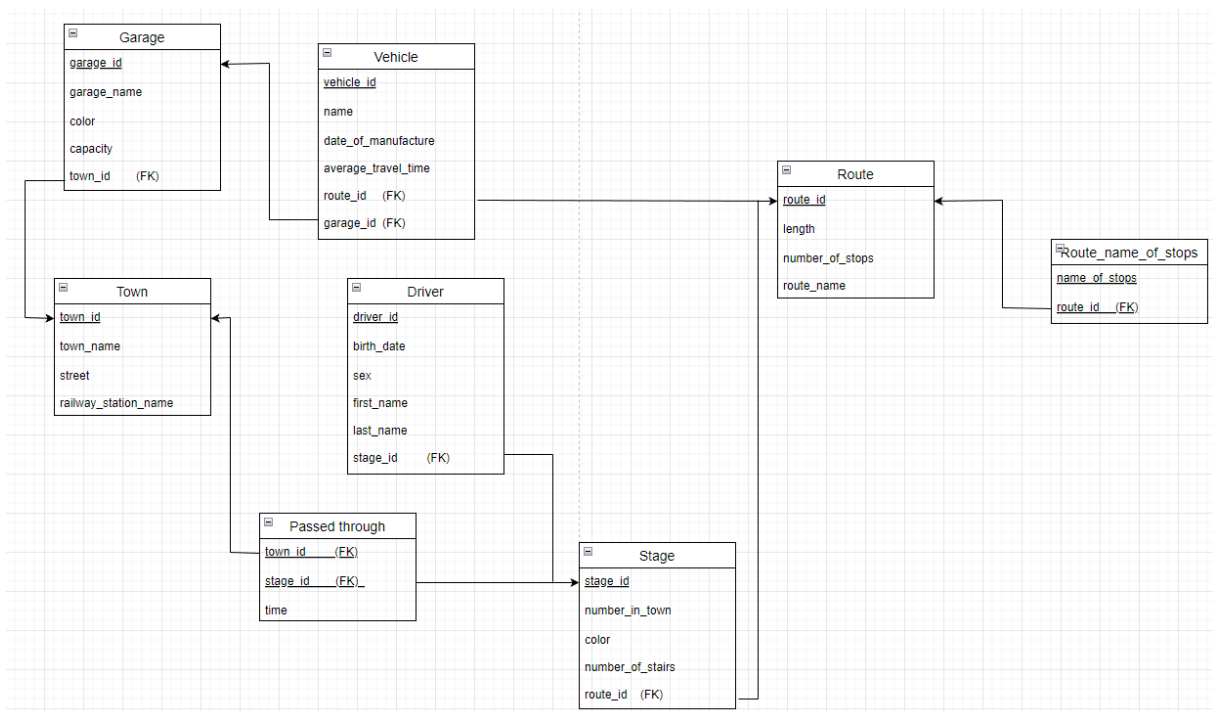 Garage
garage_id
garage_name
color
capacity
town_id (FK)
Vehicle
vehicle_id
name
date_of_manufacture
average_travel_time
route_id (FK)
garage_id (FK)
Route
route_id
length
number_of_stops
route_name
Route_name_of_stops
name_of_stops
route_id (FK)
Town
town_id
town_name
street
railway_station_name
Driver
driver_id
birth_date
sex
first_name
last_name
stage_id (FK)
Passed through
town_id (FK)
stage_id (FK)
time
Stage
stage_id
number_in_town
color
number_of_stairs
route_id (FK)